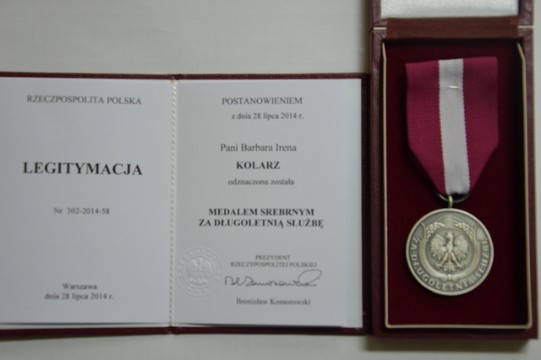 RZECZPOSPOLITA POLSKA
LEGITYMACJA
Nr 302-2014-58
Warszawa
dnia 28 lipca 2014 r.
POSTANOWIENIEM
z dnia 28 lipca 2014 r.
Pani Barbara Irena
KOLARZ
odznaczona została
MEDALEM SREBRNYM
ZA DŁUGOLETNIĄ SŁUŻBĘ
PREZYDENT
RZECZYPOSPOLITEJ POLSKIEJ
Bronisław Komorowski
ZA DŁUGOLETNIĄ SŁUŻBĘ